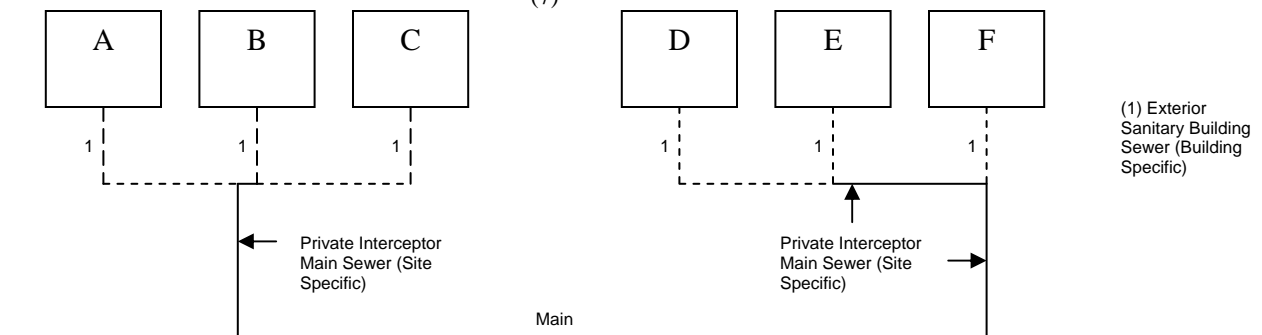 (7)
A B C D E F
(1) Exterior
Sanitary Building
Sewer (Building
Specific)
1 1 1 1 1 1
Private Interceptor
Main Sewer (Site
Specific)
Private Interceptor
Main Sewer (Site
Specific)
Main